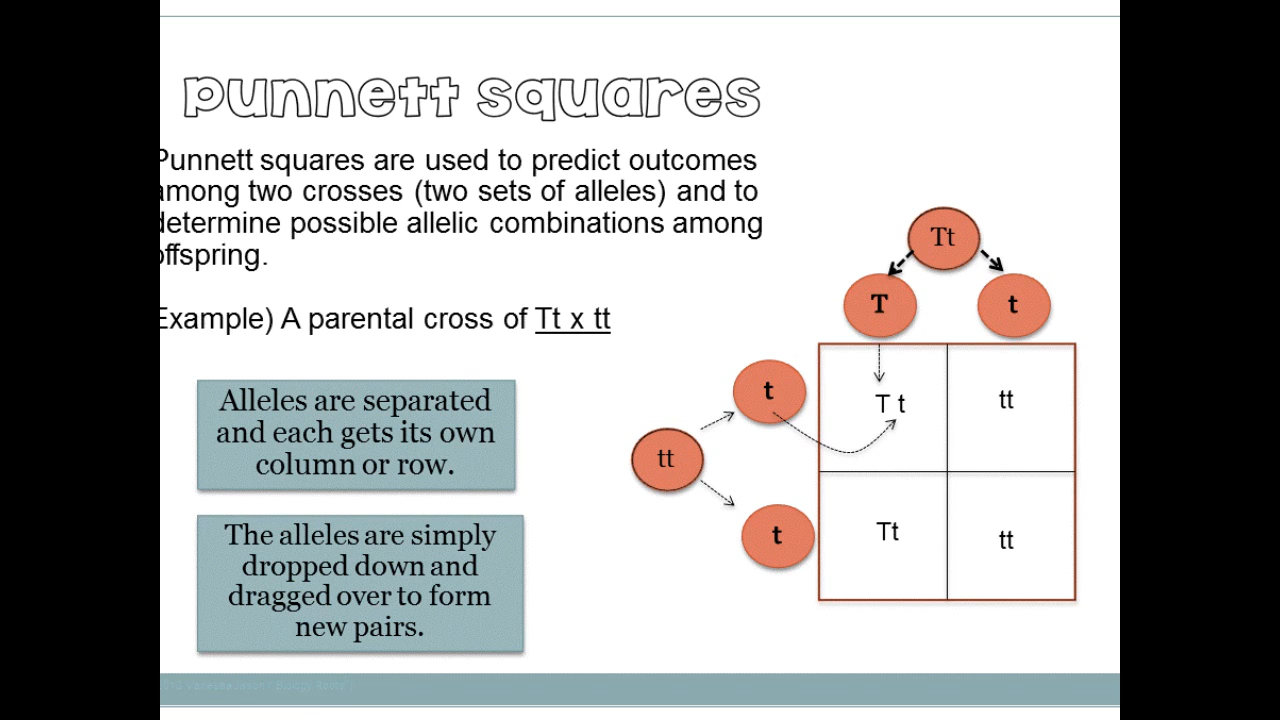 Punnett squares
Punnett squares are used to predict outcomes
among two crosses (two sets of alleles) and to
determine possible allelic combinations among
offspring.
Example) A parental cross of Tt x tt
Alleles are separated
and each gets its own
column or row.
The alleles are simply
dropped down and
dragged over to form
new pairs.
Tt
T
t
t
tt
t
T t
tt
Tt
tt